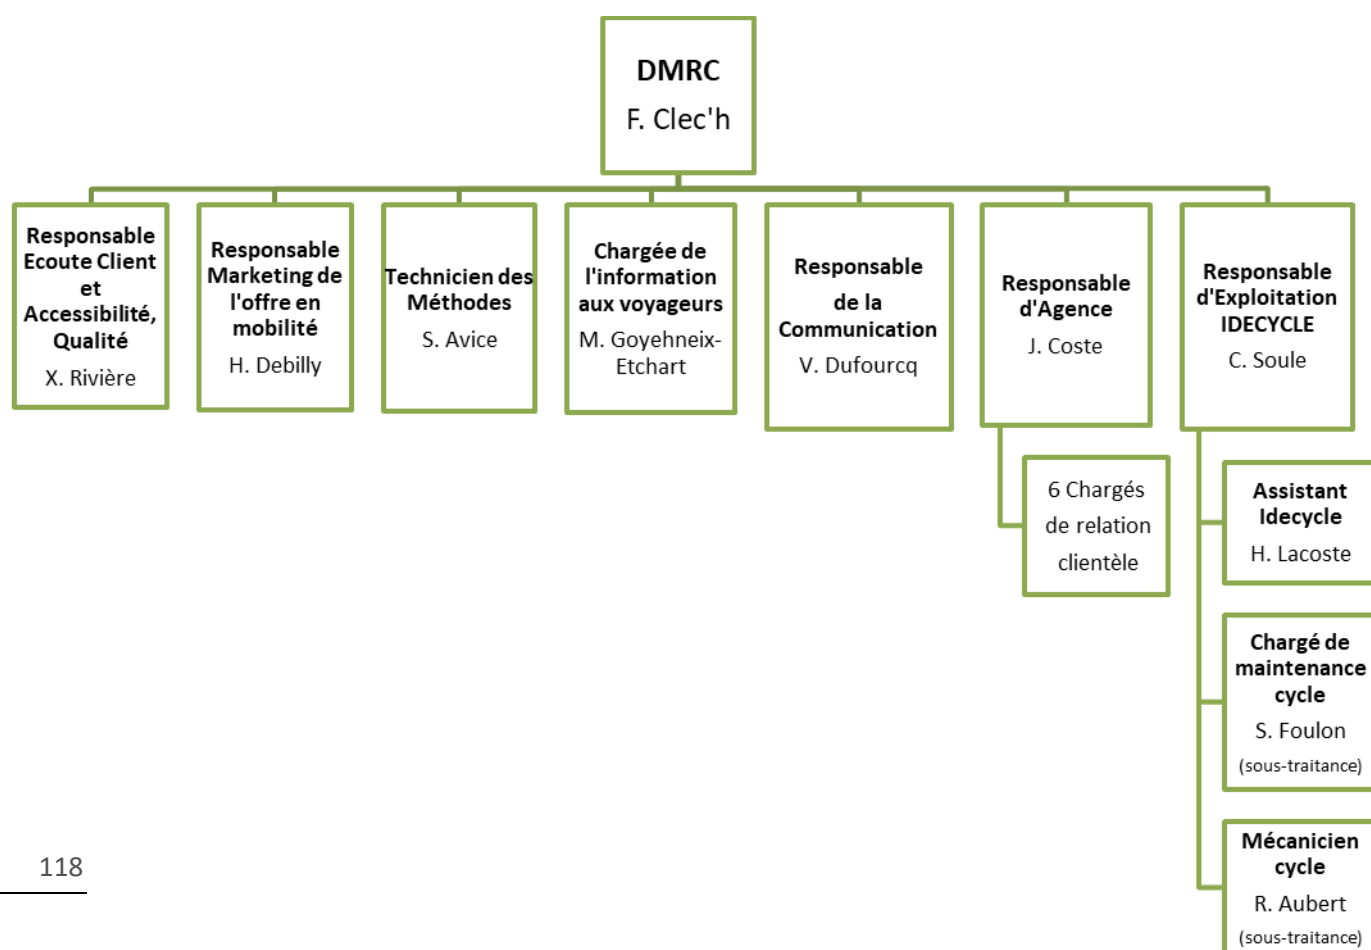 DMRC
F. Clec'h
Responsable
Ecoute Client
et
Accessibilité,
Qualité
X. Rivière
Responsable
Marketing de
l'offre en
mobilité
H. Debilly
Technicien des
Méthodes
S. Avice
Chargée de
l'information
aux voyageurs
M. Goyehneix-
Etchart
Responsable
de la
Communication
V. Dufourcq
Responsable
d'Agence
J. Coste
6 Chargés
de relation
clientèle
Responsable
d'Exploitation
IDECYCLE
C. Soule
Assistant
Idecycle
H. Lacoste
Chargé de
maintenance
cycle
S. Foulon
(sous-traitance)
Mécanicien
cycle
R. Aubert
(sous-traitance)
118